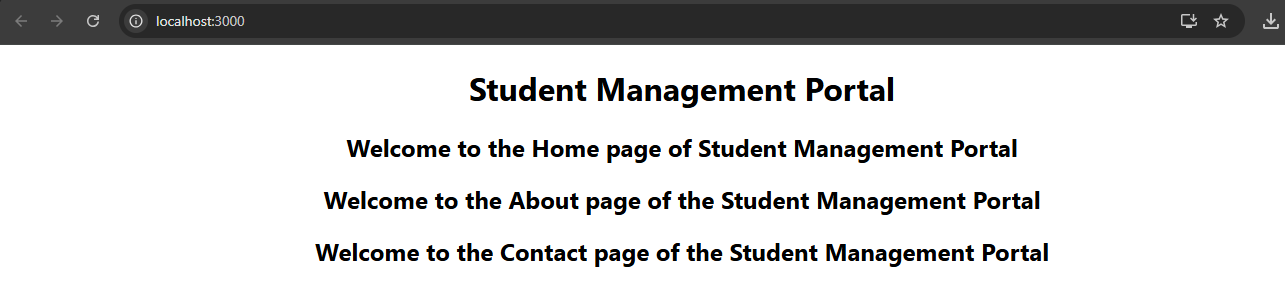 localhost:3000
Student Management Portal
Welcome to the Home page of Student Management Portal
Welcome to the About page of the Student Management Portal
Welcome to the Contact page of the Student Management Portal